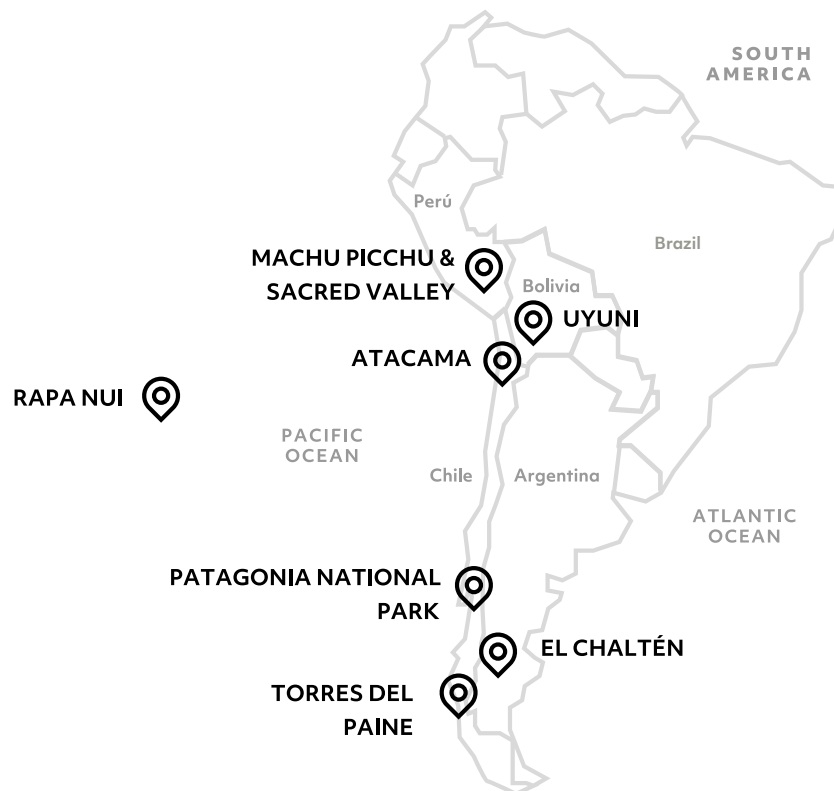 SOUTH
AMERICA
Perú
Brazil
MACHU PICCHU &
SACRED VALLEY
Bolivia
UYUNI
ATACAMA
RAPA NUI
PACIFIC
OCEAN
Chile
Argentina
ATLANTIC
OCEAN
PATAGONIA NATIONAL
PARK
EL CHALTÉN
TORRES DEL
PAINE